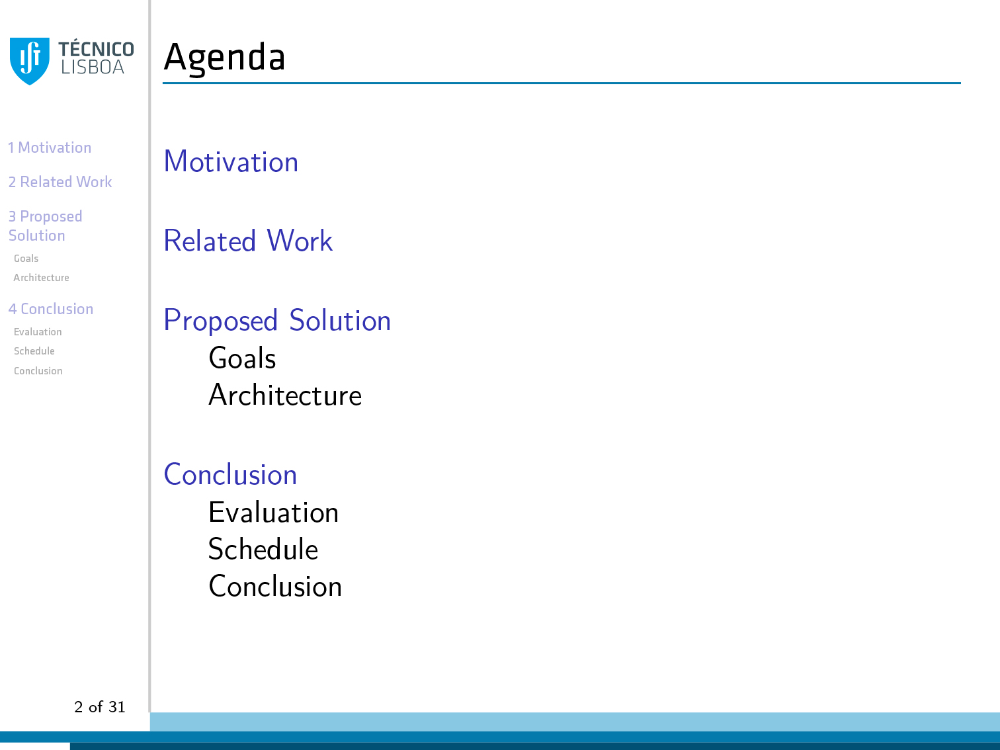 TÉCNICO
LISBOA
1 Motivation
2 Related Work
3 Proposed
Solution
Goals
Architecture
4 Conclusion
Evaluation
Schedule
Conclusion
2 of 31
Agenda
Motivation
Related Work
Proposed Solution
Goals
Architecture
Conclusion
Evaluation
Schedule
Conclusion